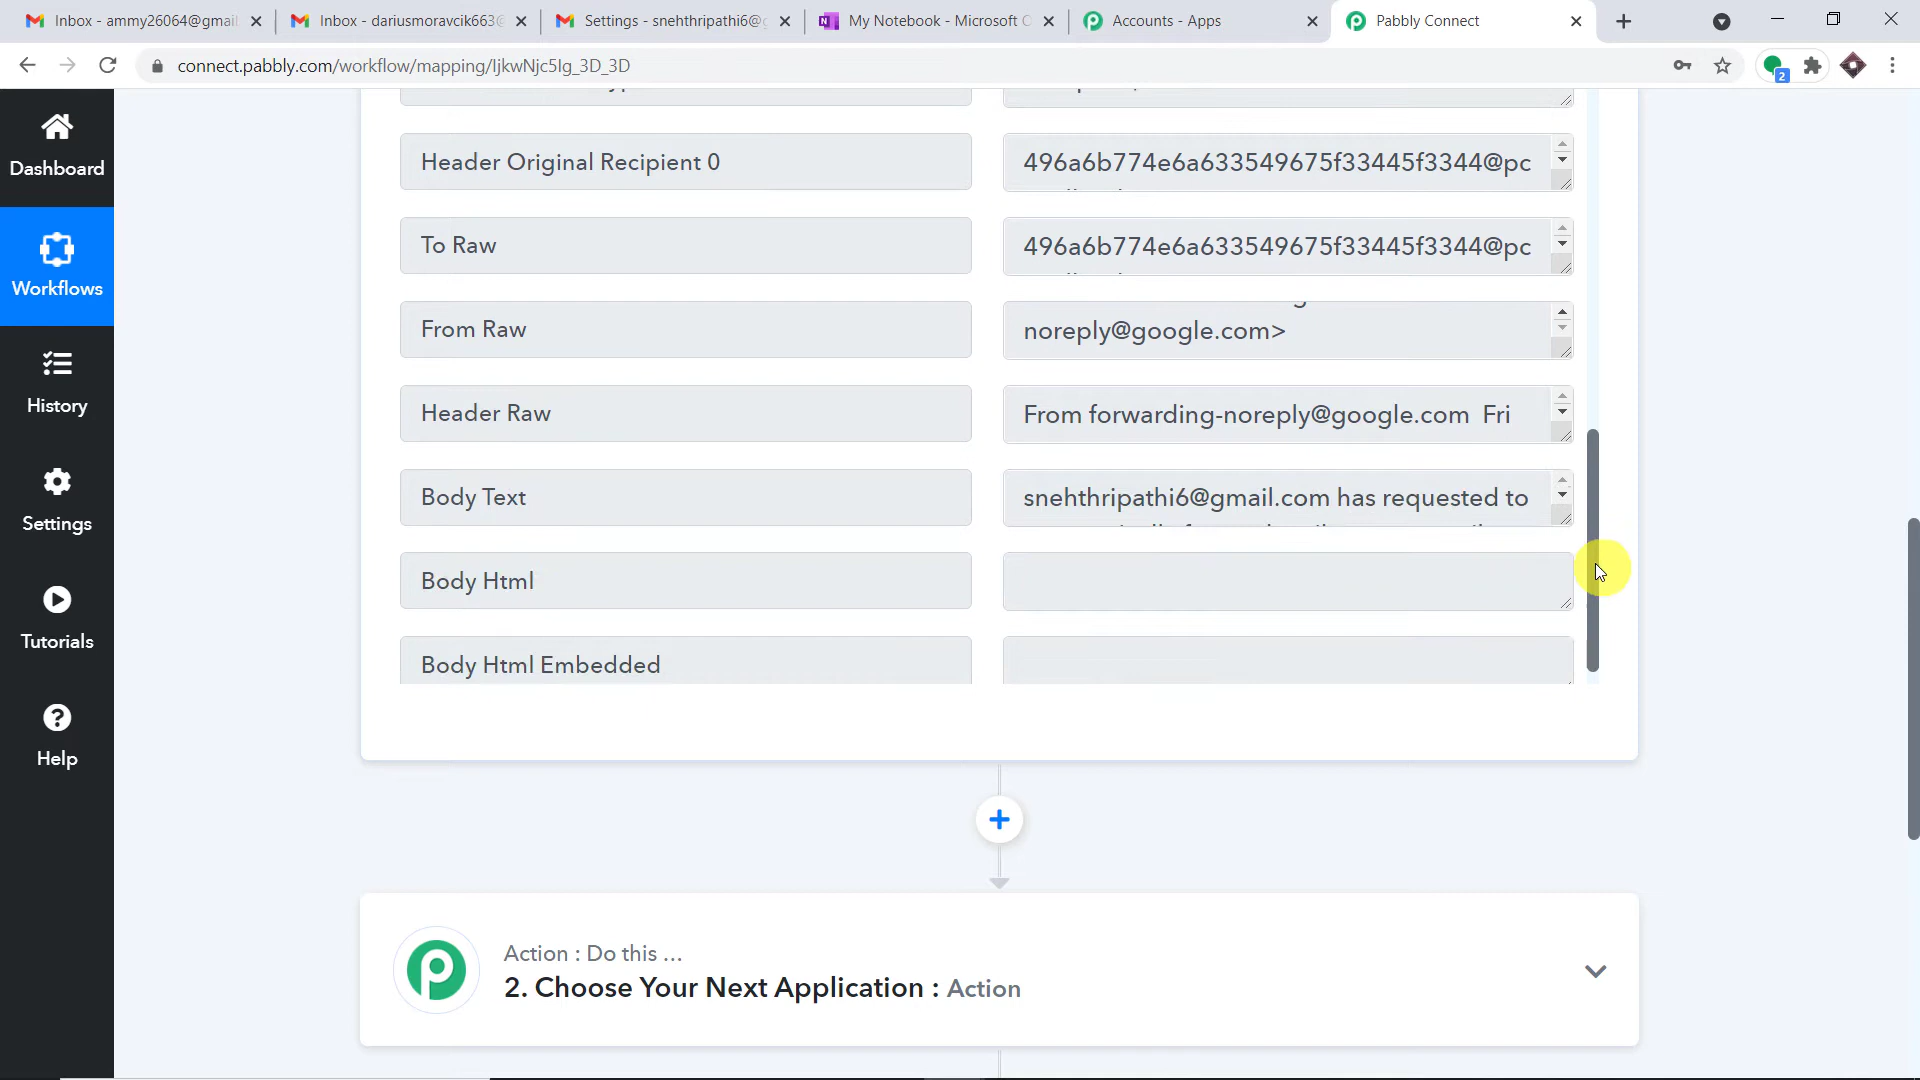 Inbox - ammy26064@gmai
Inbox - dariusmoravcik663@
Settings - snehthripathi6@g
My Notebook - Microsoft O
Accounts - Apps
Pabbly Connect
connect.pabbly.com/workflow/mapping/IjkwNjc5Ig_3D_3D
2
Dashboard
Workflows
History
Settings
Tutorials
Help
Header Original Recipient 0
496a6b774e6a633549675f33445f3344@pc
To Raw
496a6b774e6a633549675f33445f3344@pc
From Raw
noreply@google.com>
Header Raw
From forwarding-noreply@google.com Fri
Body Text
snehthripathi6@gmail.com has requested to
Body Html
Body Html Embedded
Action : Do this ...
2. Choose Your Next Application : Action